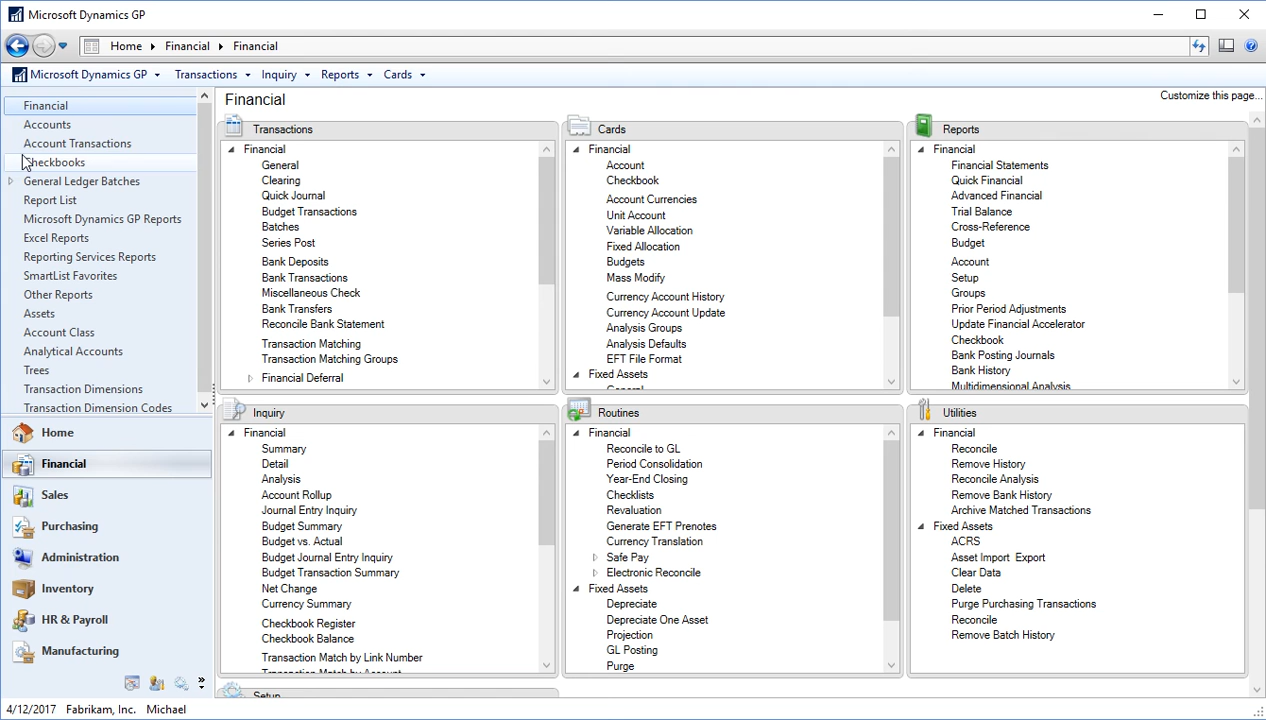 Microsoft Dynamics GP
Home Financial Financial
Microsoft Dynamics GP Transactions Inquiry Reports Cards
Financial
Accounts
Account Transactions
Checkbooks
General Ledger Batches
Report List
Microsoft Dynamics GP Reports
Excel Reports
Reporting Services Reports
SmartList Favorites
Other Reports
Assets
Account Class
Analytical Accounts
Trees
Transaction Dimensions
Transaction Dimension Codes
Home
Financial
Sales
Purchasing
Administration
Inventory
HR & Payroll
Manufacturing
Financial
Customize this page...
Transactions
Financial
General
Clearing
Quick Journal
Budget Transactions
Batches
Series Post
Bank Deposits
Bank Transactions
Miscellaneous Check
Bank Transfers
Reconcile Bank Statement
Transaction Matching
Transaction Matching Groups
Financial Deferral
Cards
Financial
Account
Checkbook
Account Currencies
Unit Account
Variable Allocation
Fixed Allocation
Budgets
Mass Modify
Currency Account History
Currency Account Update
Analysis Groups
Analysis Defaults
EFT File Format
Fixed Assets
General
Reports
Financial
Financial Statements
Quick Financial
Advanced Financial
Trial Balance
Cross-Reference
Budget
Account
Setup
Groups
Prior Period Adjustments
Update Financial Accelerator
Checkbook
Bank Posting Journals
Bank History
Multidimensional Analysis
Inquiry
Financial
Summary
Detail
Analysis
Account Rollup
Journal Entry Inquiry
Budget Summary
Budget vs. Actual
Budget Journal Entry Inquiry
Budget Transaction Summary
Net Change
Currency Summary
Checkbook Register
Checkbook Balance
Transaction Match by Link Number
Transaction Match by Account
Routines
Financial
Reconcile to GL
Period Consolidation
Year-End Closing
Checklists
Revaluation
Generate EFT Prenotes
Currency Translation
Safe Pay
Electronic Reconcile
Fixed Assets
Depreciate
Depreciate One Asset
Projection
GL Posting
Purge
Utilities
Financial
Reconcile
Remove History
Reconcile Analysis
Remove Bank History
Archive Matched Transactions
Fixed Assets
ACRS
Asset Import Export
Clear Data
Delete
Purge Purchasing Transactions
Reconcile
Remove Batch History
Setup
4/12/2017 Fabrikam, Inc. Michael